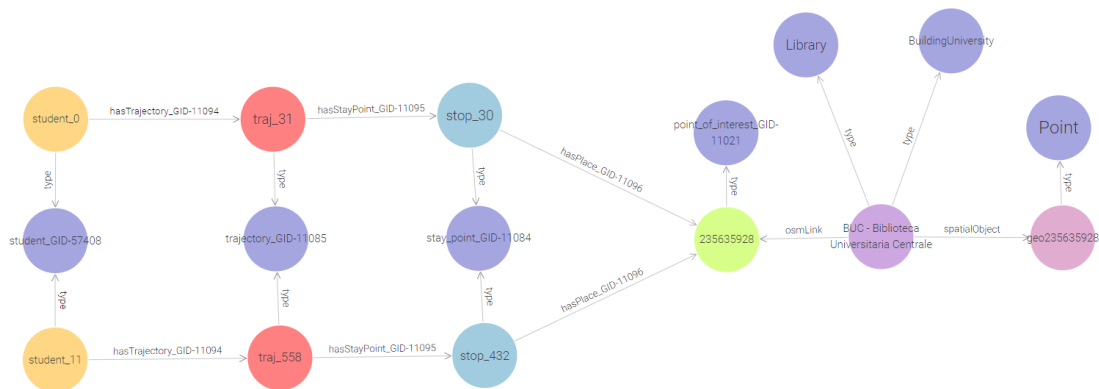 Library
BuildingUniversity
student_0
hasTrajectory_GID-11094
traj_31
hasStayPoint_GID-11095
stop_30
point_of_interest_GID-
11021
Point
type
type
type
type
type
hasPlace_GID-11096
type
type
student_GID-57408
trajectory_GID-11085
stay_point_GID-11084
235635928
osmLink
BUC - Biblioteca
Universitaria Centrale
spatialObject
geo235635928
type
type
type
hasPlace_GID-11096
student_11
hasTrajectory_GID-11094
traj_558
hasStayPoint_GID-11095
stop_432